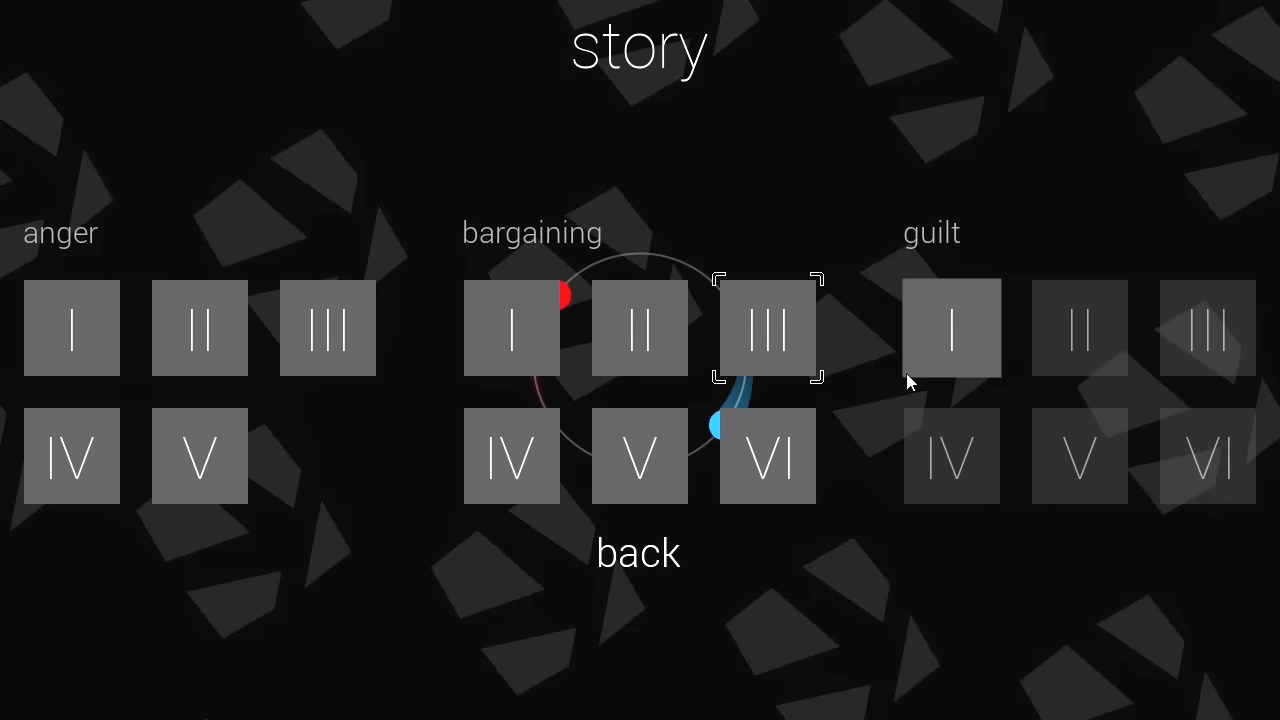 story
anger
I II III
IV V
bargaining
I II III
IV V VI
guilt
I II III
IV V VI
back